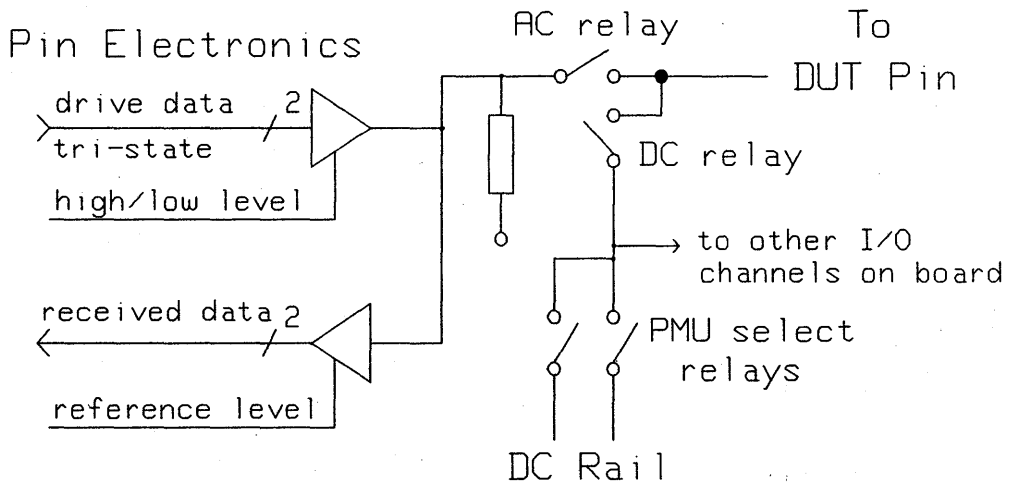 Pin Electronics
AC relay
To
DUT Pin
drive data 2
tri-state
high/low level
DC relay
to other I/O
channels on board
received data 2
PMU select
relays
reference level
DC Rail